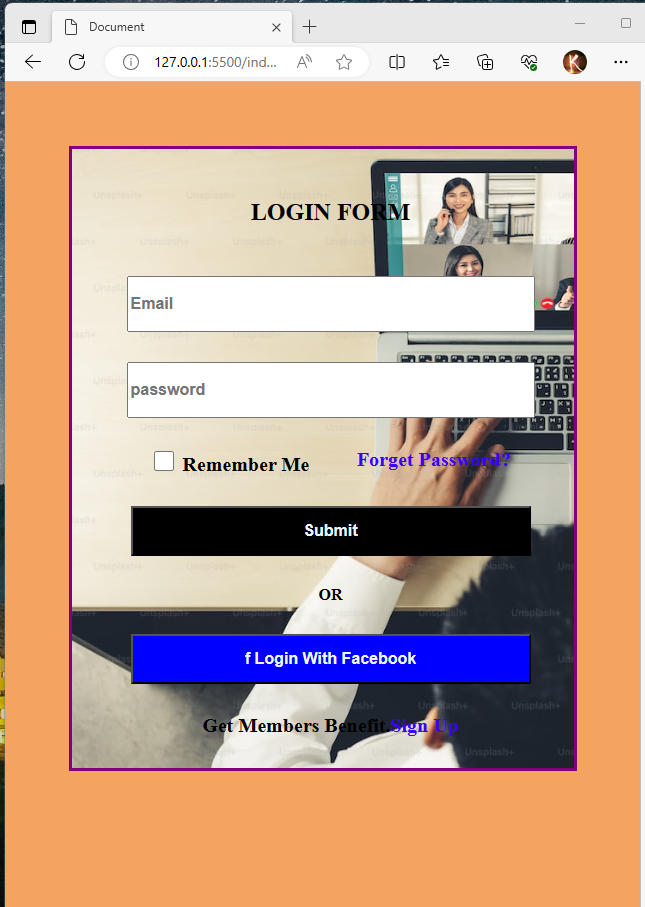 Document
127.0.0.1:5500/ind...
LOGIN FORM
Email
password
Remember Me Forget Password?
Submit
OR
f Login With Facebook
Get Members Benefit.Sign Up
Unsplash+